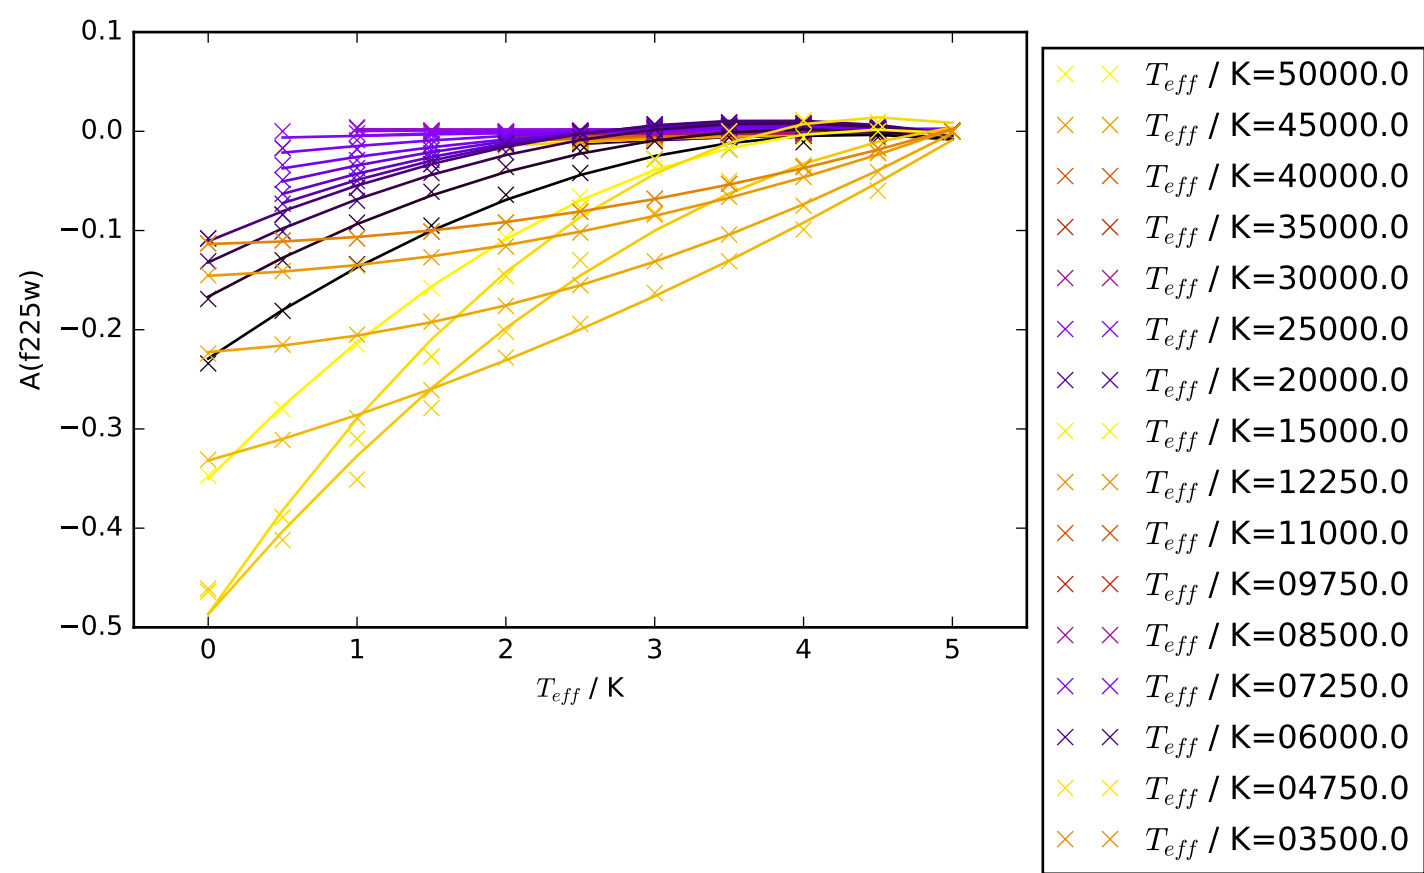 0.1
0.0
−0.1
−0.2
−0.3
−0.4
−0.5
A(f225w)
0 1 2 3 4 5
T_eff / K
T_eff / K=50000.0
T_eff / K=45000.0
T_eff / K=40000.0
T_eff / K=35000.0
T_eff / K=30000.0
T_eff / K=25000.0
T_eff / K=20000.0
T_eff / K=15000.0
T_eff / K=12250.0
T_eff / K=11000.0
T_eff / K=09750.0
T_eff / K=08500.0
T_eff / K=07250.0
T_eff / K=06000.0
T_eff / K=04750.0
T_eff / K=03500.0